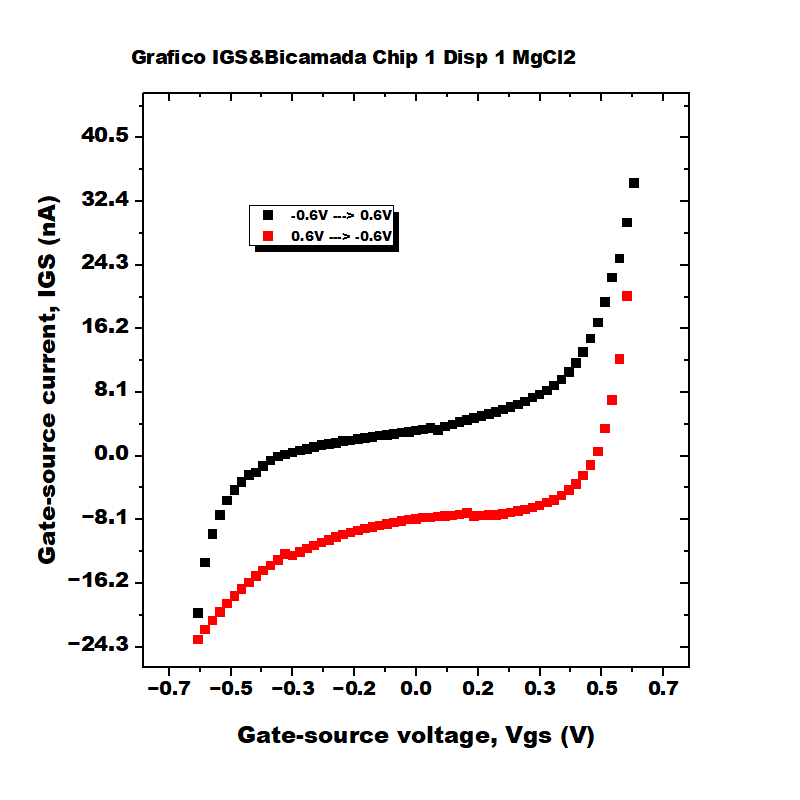 Grafico IGS&Bicamada Chip 1 Disp 1 MgCl2
40.5
32.4
24.3
16.2
8.1
0.0
−8.1
−16.2
−24.3
Gate-source current, IGS (nA)
-0.6V ---> 0.6V
0.6V ---> -0.6V
−0.7 −0.5 −0.3 −0.2 0.0 0.2 0.3 0.5 0.7
Gate-source voltage, Vgs (V)